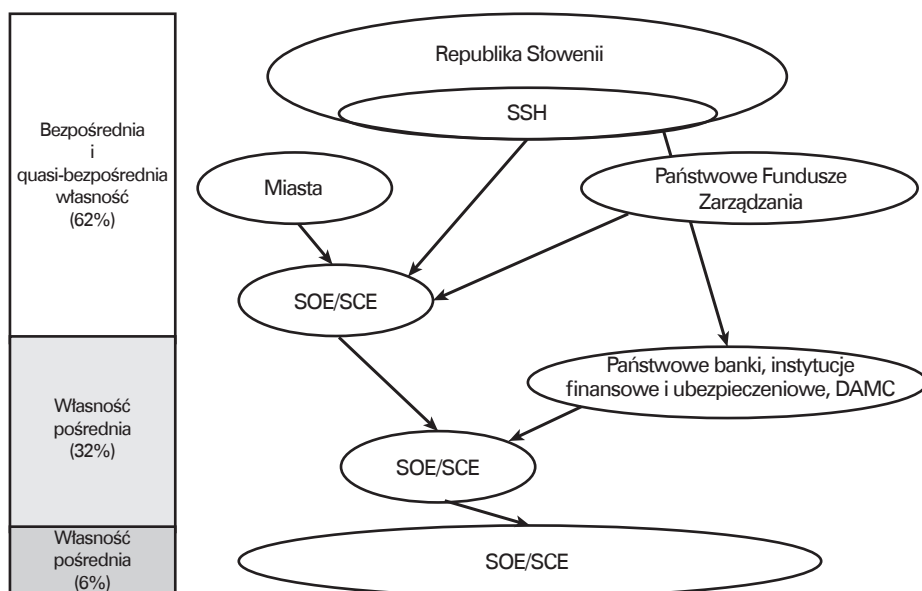 Bezpośrednia
i
quasi-bezpośrednia
własność
(62%)
Własność
pośrednia
(32%)
Własność
pośrednia
(6%)
Republika Słowenii
SSH
Miasta
Państwowe Fundusze
Zarządzania
SOE/SCE
Państwowe banki, instytucje
finansowe i ubezpieczeniowe, DAMC
SOE/SCE
SOE/SCE